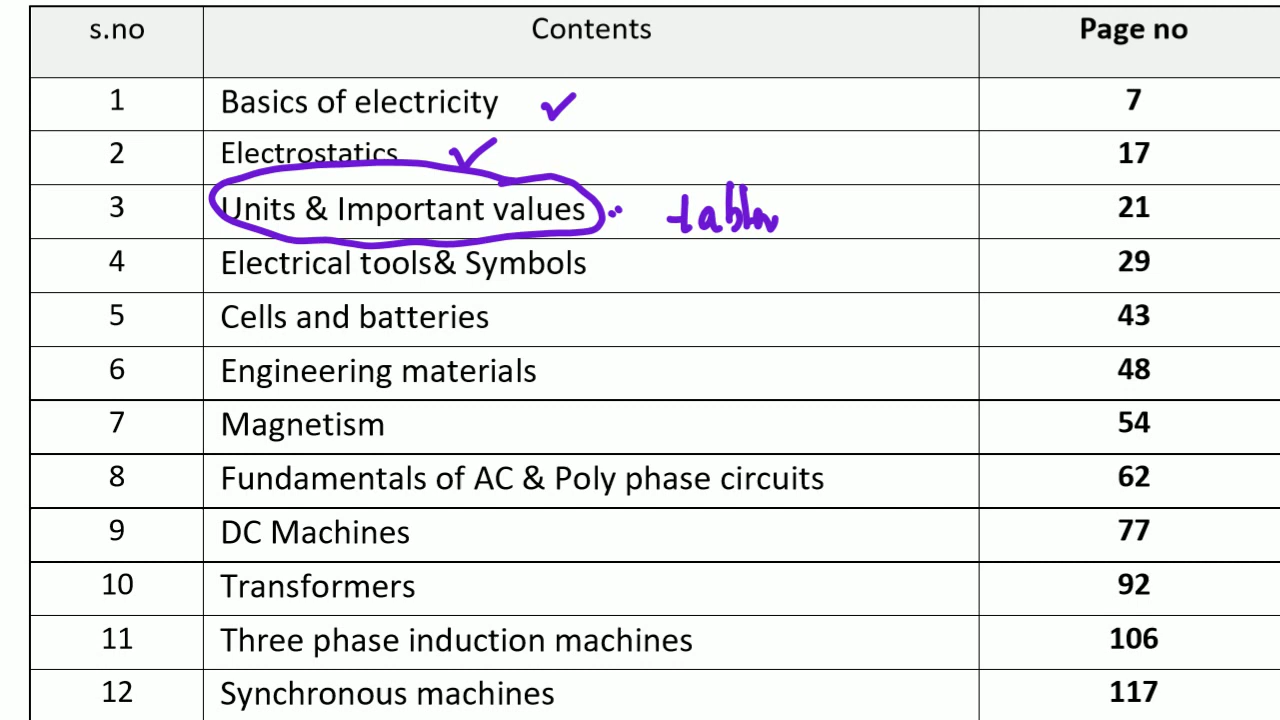 s.no Contents Page no
1 Basics of electricity 7
2 Electrostatics 17
3 Units & Important values 21
4 Electrical tools& Symbols 29
5 Cells and batteries 43
6 Engineering materials 48
7 Magnetism 54
8 Fundamentals of AC & Poly phase circuits 62
9 DC Machines 77
10 Transformers 92
11 Three phase induction machines 106
12 Synchronous machines 117